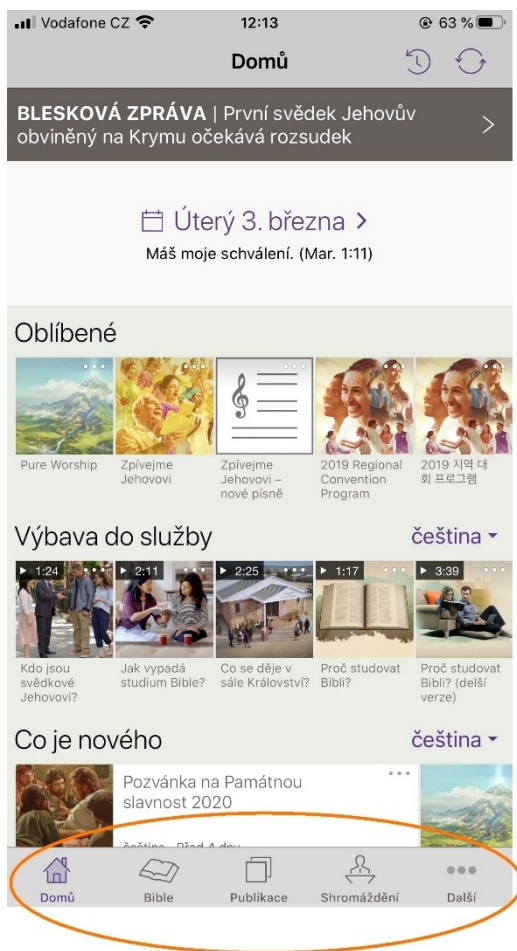 Vodafone CZ 12:13 63 %
Domů
BLESKOVÁ ZPRÁVA | První svědek Jehovův
obviněný na Krymu očekává rozsudek
Úterý 3. března
Máš moje schválení. (Mar. 1:11)
Oblíbené
Pure Worship
Zpívejme
Jehovovi
Zpívejme
Jehovovi –
nové písně
2019 Regional
Convention
Program
2019 지역 대
회 프로그램
Výbava do služby čeština
1:24 2:11 2:25 1:17 3:39
Kdo jsou
svědkové
Jehovovi?
Jak vypadá
studium Bible?
Co se děje v
sále Království?
Proč studovat
Bibli?
Proč studovat
Bibli? (delší
verze)
Co je nového čeština
Pozvánka na Památnou
slavnost 2020
čeština · Před 4 dny
Domů Bible Publikace Shromáždění Další